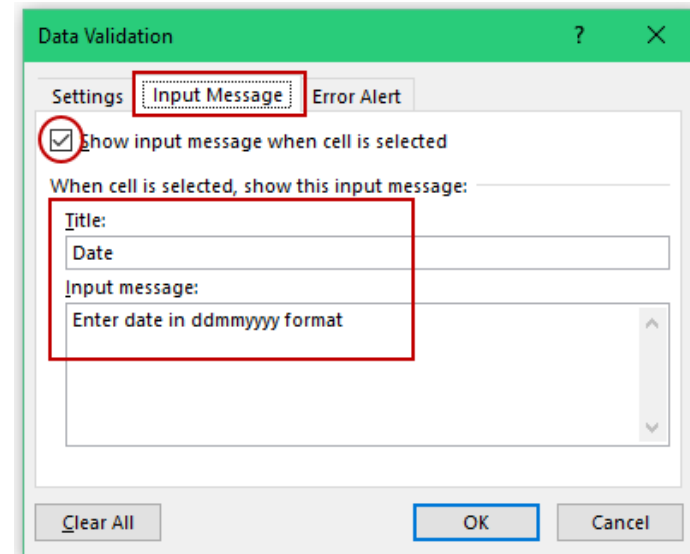 Data Validation ? ×
Settings Input Message Error Alert
Show input message when cell is selected
When cell is selected, show this input message:
Title:
Date
Input message:
Enter date in ddmmyyyy format
Clear All OK Cancel